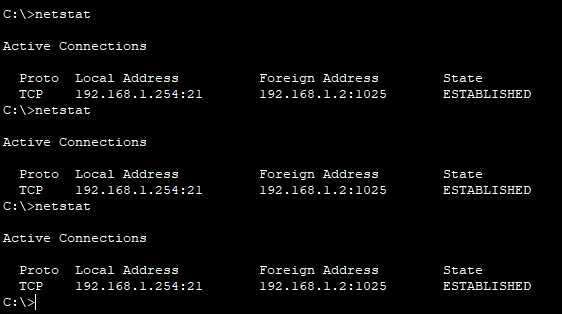 C:\>netstat
Active Connections
Proto  Local Address          Foreign Address        State
TCP    192.168.1.254:21       192.168.1.2:1025       ESTABLISHED
C:\>netstat
Active Connections
Proto  Local Address          Foreign Address        State
TCP    192.168.1.254:21       192.168.1.2:1025       ESTABLISHED
C:\>netstat
Active Connections
Proto  Local Address          Foreign Address        State
TCP    192.168.1.254:21       192.168.1.2:1025       ESTABLISHED
C:\>